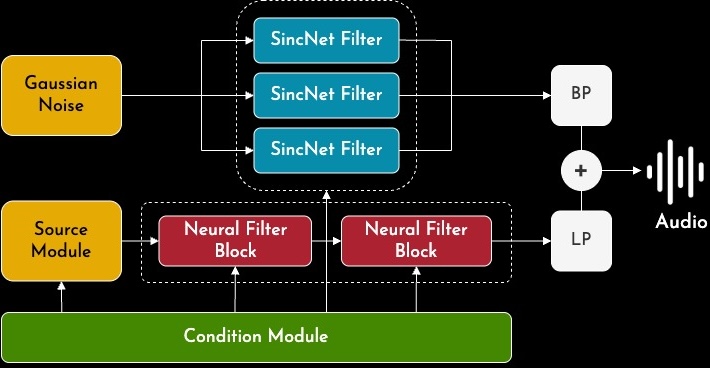 SincNet Filter
Gaussian
Noise
SincNet Filter
BP
SincNet Filter
+
Source
Module
Neural Filter
Block
Neural Filter
Block
LP
Audio
Condition Module